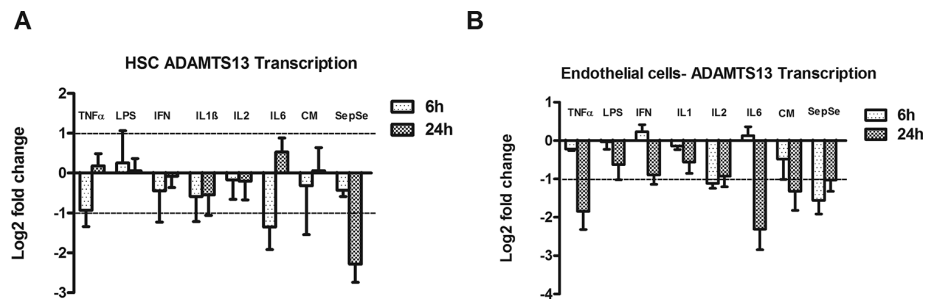 A
HSC ADAMTS13 Transcription
Log2 fold change
2
1
0
-1
-2
-3
TNFα LPS IFN IL1ß IL2 IL6 CM SepSe
6h
24h
B
Endothelial cells- ADAMTS13 Transcription
Log2 fold change
1
0
-1
-2
-3
-4
TNFα LPS IFN IL1 IL2 IL6 CM SepSe
6h
24h